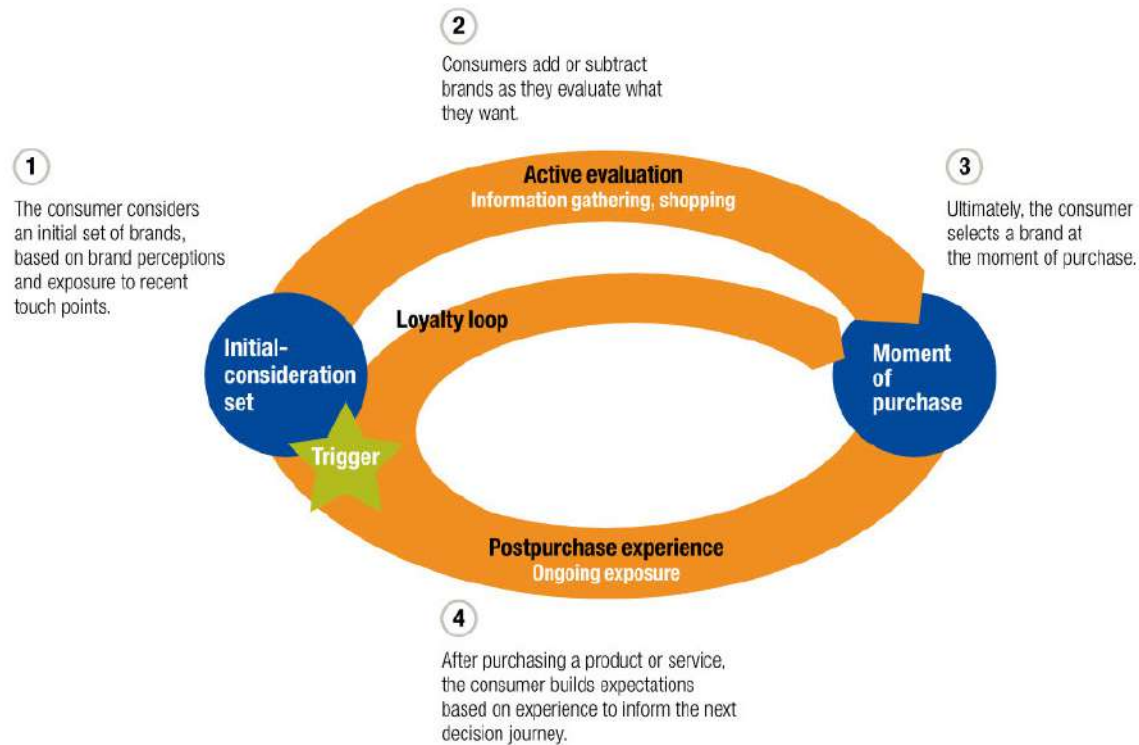 1
The consumer considers
an initial set of brands,
based on brand perceptions
and exposure to recent
touch points.
2
Consumers add or subtract
brands as they evaluate what
they want.
3
Ultimately, the consumer
selects a brand at
the moment of purchase.
Active evaluation
Information gathering, shopping
Loyalty loop
Initial-
consideration
set
Trigger
Moment
of
purchase
Postpurchase experience
Ongoing exposure
4
After purchasing a product or service,
the consumer builds expectations
based on experience to inform the next
decision journey.